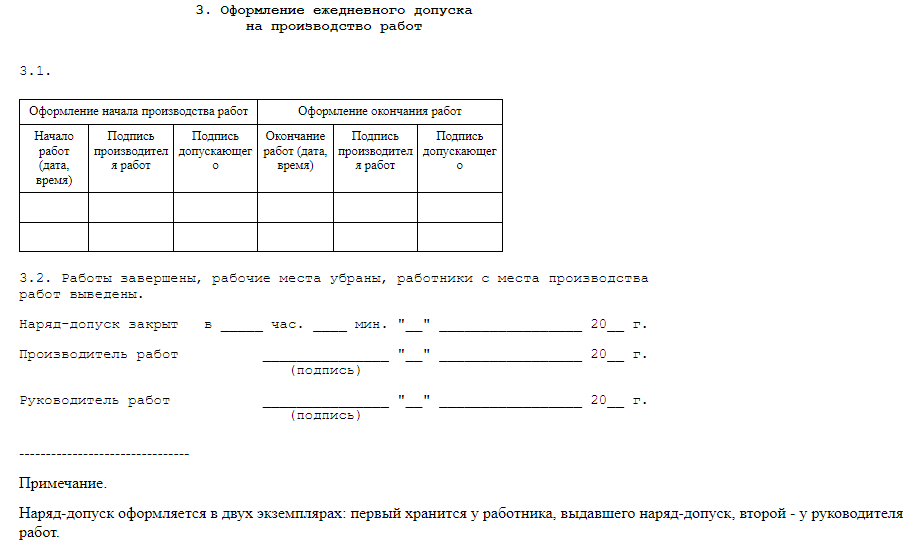 3. Оформление ежедневного допуска
на производство работ
3.1.
Оформление начала производства работ Оформление окончания работ
Начало работ (дата, время) Подпись производителя работ Подпись допускающего Окончание работ (дата, время) Подпись производителя работ Подпись допускающего
3.2. Работы завершены, рабочие места убраны, работники с места производства
работ выведены.
Наряд-допуск закрыт в _____ час. ____ мин. "__" _________________ 20__ г.
Производитель работ _______________ "__" _________________ 20__ г.
(подпись)
Руководитель работ _______________ "__" _________________ 20__ г.
(подпись)
--------------------------------
Примечание.
Наряд-допуск оформляется в двух экземплярах: первый хранится у работника, выдавшего наряд-допуск, второй - у руководителя
работ.